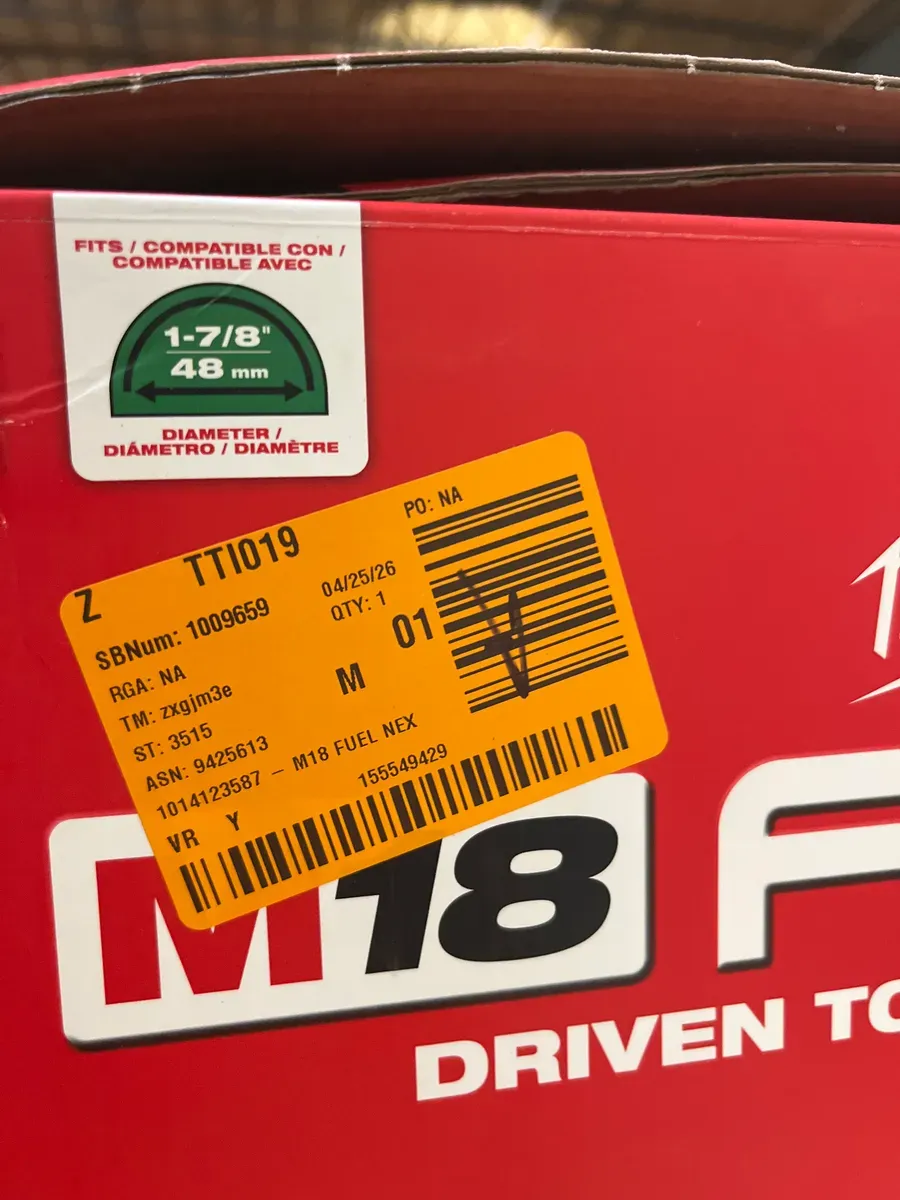 FITS / COMPATIBLE CON /
COMPATIBLE AVEC
1-7/8"
48 mm
DIAMETER /
DIÁMETRO / DIAMÈTRE
Z TTI019 PO: NA
SBNum: 1009659 04/25/26
RGA: NA QTY: 1
TM: zxgjm3e M 01
ST: 3515
ASN: 9425613
1014123587 - M18 FUEL NEX
VR Y 155549429
M18 F
DRIVEN TO